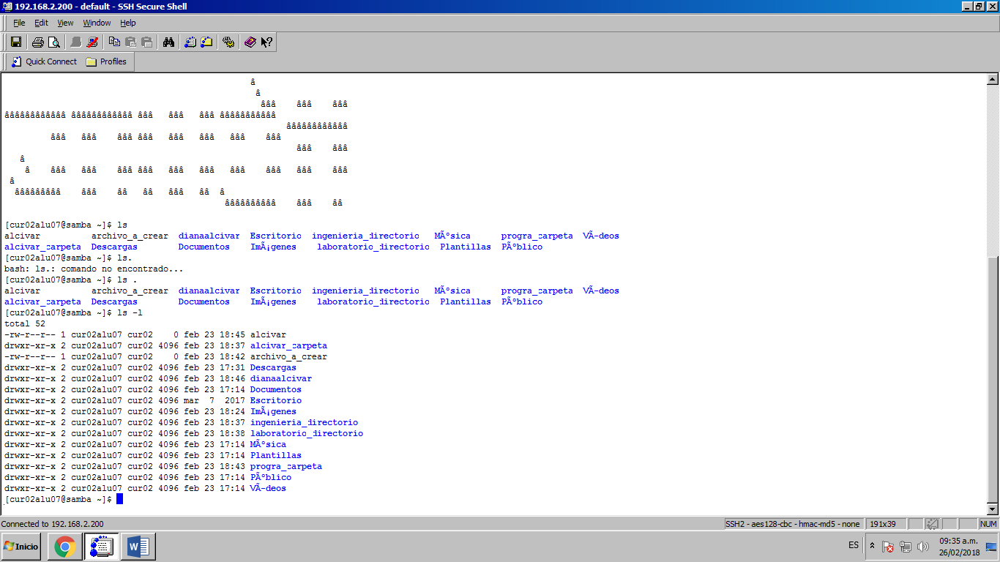 192.168.2.200 - default - SSH Secure Shell
File Edit View Window Help
Quick Connect Profiles
â
â
âââ âââ âââ
ââââââââââââ ââââââââââââ âââ âââ âââ âââââââââââ
ââââââââââââ
âââ âââ âââ âââ âââ âââ âââ âââ
âââ âââ
â
â âââ âââ âââ âââ âââ âââ âââ âââ âââ âââ
â
âââââââââ âââ ââ ââ âââ ââ â
ââââââââââ âââ ââ
[cur02alu07@samba ~]$ ls
alcivar archivo_a_crear dianaalcivar Escritorio ingenieria_directorio MÃºsica progra_carpeta VÃ-deos
alcivar_carpeta Descargas Documentos ImÃ¡genes laboratorio_directorio Plantillas PÃºblico
[cur02alu07@samba ~]$ ls.
bash: ls.: comando no encontrado...
[cur02alu07@samba ~]$ ls .
alcivar archivo_a_crear dianaalcivar Escritorio ingenieria_directorio MÃºsica progra_carpeta VÃ-deos
alcivar_carpeta Descargas Documentos ImÃ¡genes laboratorio_directorio Plantillas PÃºblico
[cur02alu07@samba ~]$ ls -l
total 52
-rw-r--r-- 1 cur02alu07 cur02 0 feb 23 18:45 alcivar
drwxr-xr-x 2 cur02alu07 cur02 4096 feb 23 18:37 alcivar_carpeta
-rw-r--r-- 1 cur02alu07 cur02 0 feb 23 18:42 archivo_a_crear
drwxr-xr-x 2 cur02alu07 cur02 4096 feb 23 17:31 Descargas
drwxr-xr-x 2 cur02alu07 cur02 4096 feb 23 18:46 dianaalcivar
drwxr-xr-x 2 cur02alu07 cur02 4096 feb 23 17:14 Documentos
drwxr-xr-x 2 cur02alu07 cur02 4096 mar 7 2017 Escritorio
drwxr-xr-x 2 cur02alu07 cur02 4096 feb 23 18:24 ImÃ¡genes
drwxr-xr-x 2 cur02alu07 cur02 4096 feb 23 18:37 ingenieria_directorio
drwxr-xr-x 2 cur02alu07 cur02 4096 feb 23 18:38 laboratorio_directorio
drwxr-xr-x 2 cur02alu07 cur02 4096 feb 23 17:14 MÃºsica
drwxr-xr-x 2 cur02alu07 cur02 4096 feb 23 17:14 Plantillas
drwxr-xr-x 2 cur02alu07 cur02 4096 feb 23 18:43 progra_carpeta
drwxr-xr-x 2 cur02alu07 cur02 4096 feb 23 17:14 PÃºblico
drwxr-xr-x 2 cur02alu07 cur02 4096 feb 23 17:14 VÃ-deos
[cur02alu07@samba ~]$
Connected to 192.168.2.200 SSH2 - aes128-cbc - hmac-md5 - none 191x39 NUM
Inicio ES 09:35 a.m.
26/02/2018